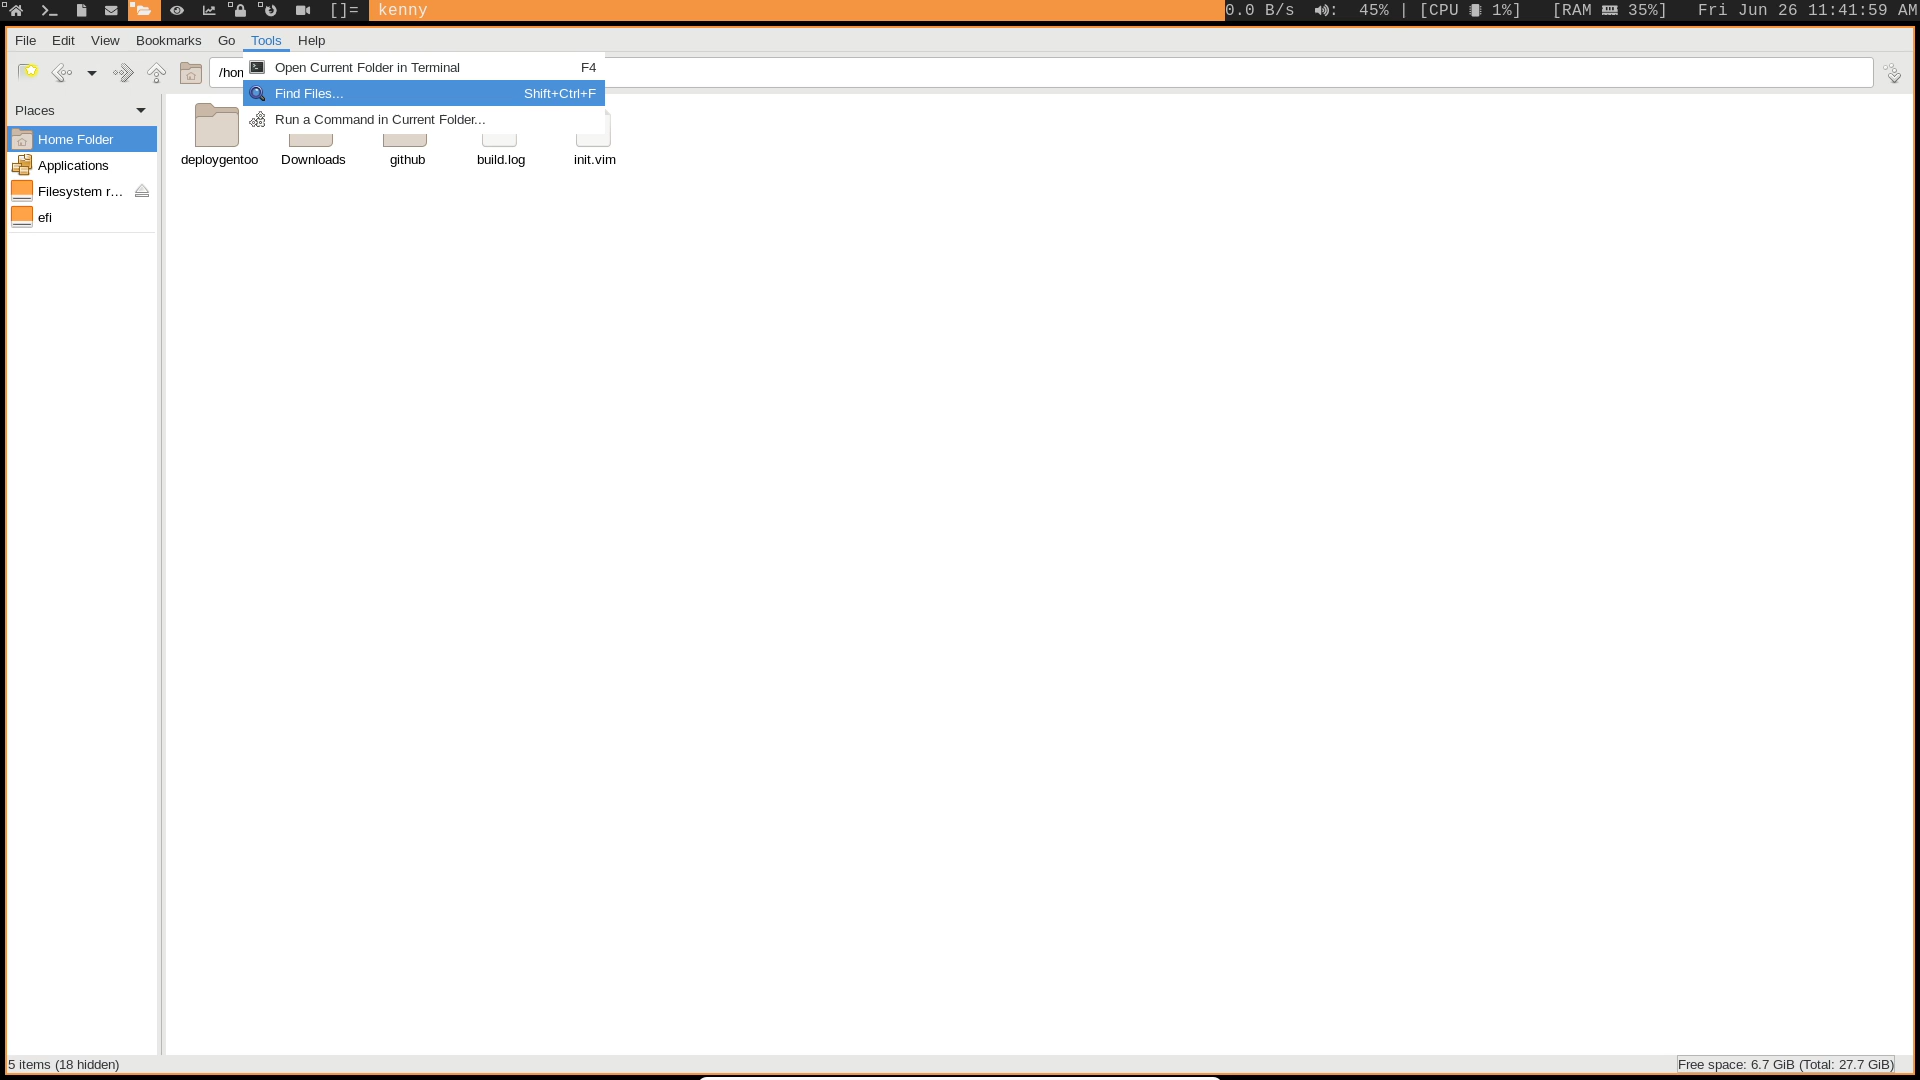 []= kenny 0.0 B/s : 45% | [CPU 1%] [RAM 35%] Fri Jun 26 11:41:59 AM
File Edit View Bookmarks Go Tools Help
Open Current Folder in Terminal F4
Find Files... Shift+Ctrl+F
Run a Command in Current Folder...
Places
Home Folder
Applications
Filesystem r...
efi
deploygentoo Downloads github build.log init.vim
5 items (18 hidden) Free space: 6.7 GiB (Total: 27.7 GiB)